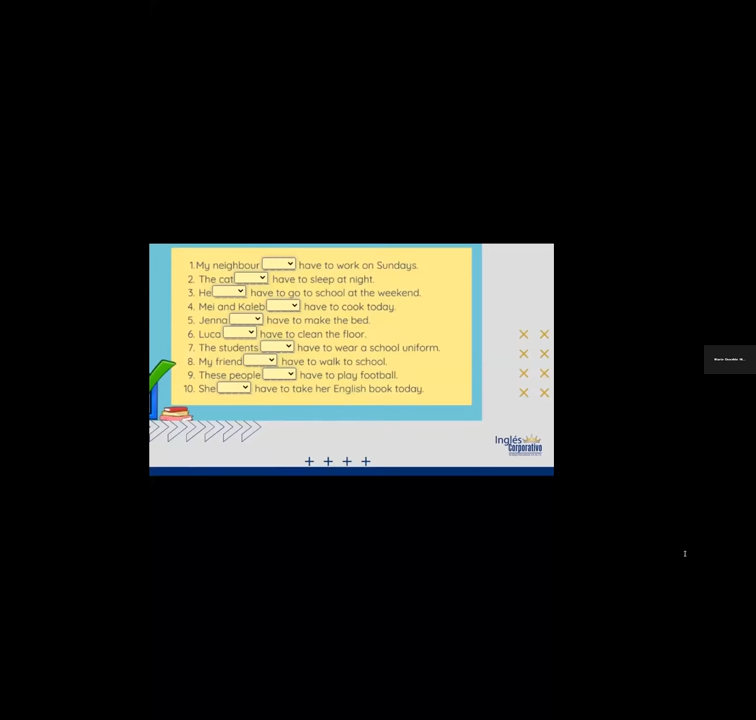 1.My neighbour have to work on Sundays.
2. The cat have to sleep at night.
3. He have to go to school at the weekend.
4. Mei and Kaleb have to cook today.
5. Jenna have to make the bed.
6. Luca have to clean the floor.
7. The students have to wear a school uniform.
8. My friend have to walk to school.
9. These people have to play football.
10. She have to take her English book today.
Inglés
corporativo